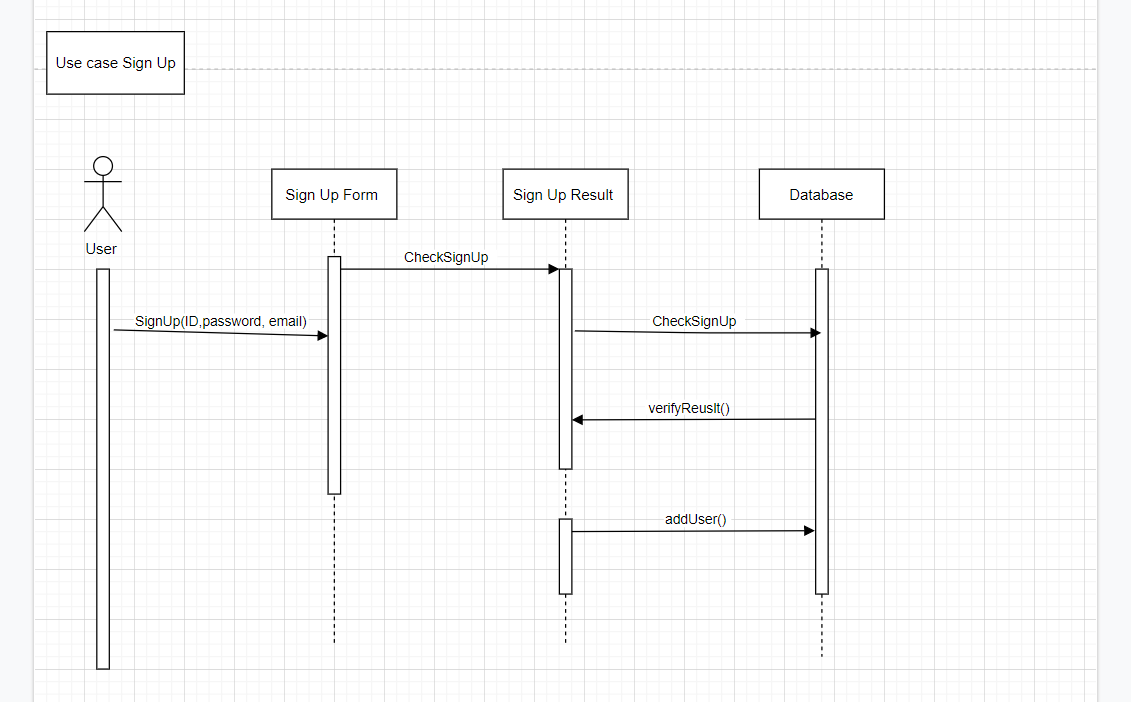 Use case Sign Up
Sign Up Form
Sign Up Result
Database
User
CheckSignUp
SignUp(ID,password, email)
CheckSignUp
verifyReuslt()
addUser()